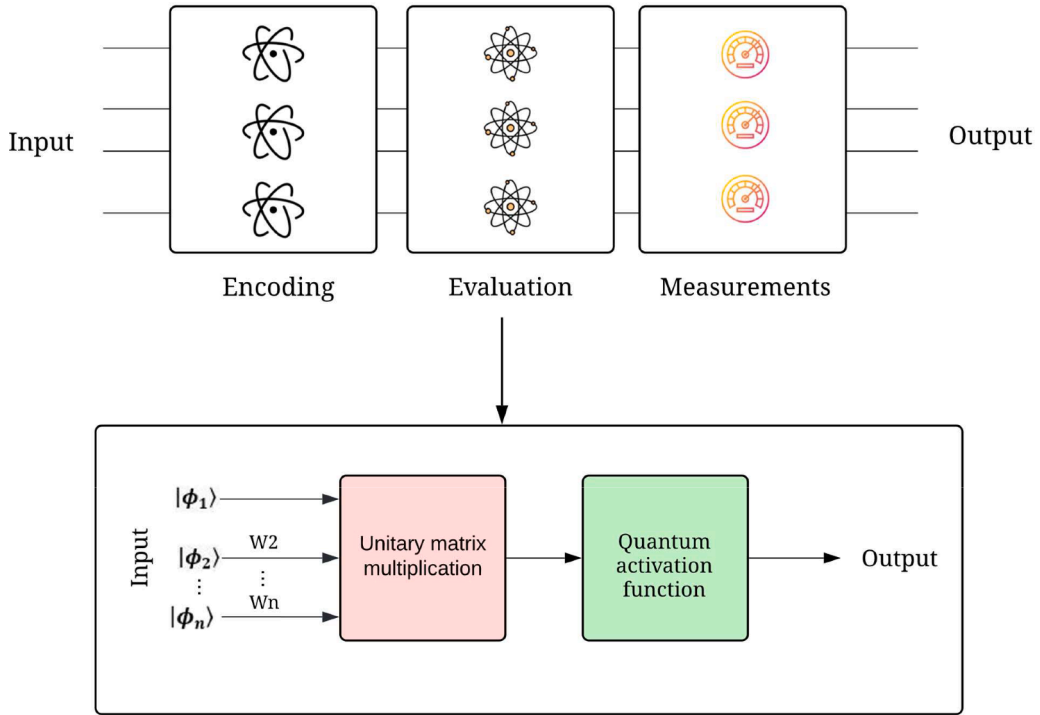 Input
Output
Encoding
Evaluation
Measurements
Input
|ϕ₁⟩
|ϕ₂⟩
W2
⋮
⋮
|ϕₙ⟩
Wn
Unitary matrix
multiplication
Quantum
activation
function
Output